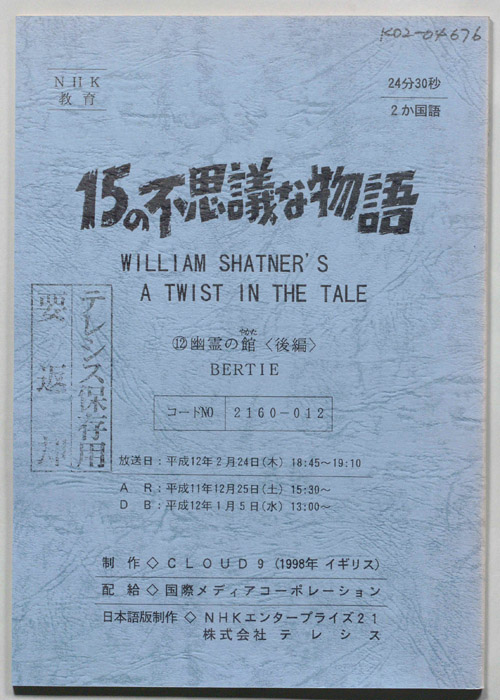 K02-04676
NHK
教育
24分30秒
2か国語
15の不思議な物語
WILLIAM SHATNER'S
A TWIST IN THE TALE
⑫幽霊の館〈後編〉
やかた
BERTIE
コードNO 2160-012
テレシス保存用
要返却
放送日:平成12年2月24日(木) 18:45～19:10
AR:平成11年12月25日(土) 15:30～
DB:平成12年1月5日(水) 13:00～
制作◇CLOUD9(1998年 イギリス)
配給◇国際メディアコーポレーション
日本語版制作◇NHKエンタープライズ21
株式会社テレシス